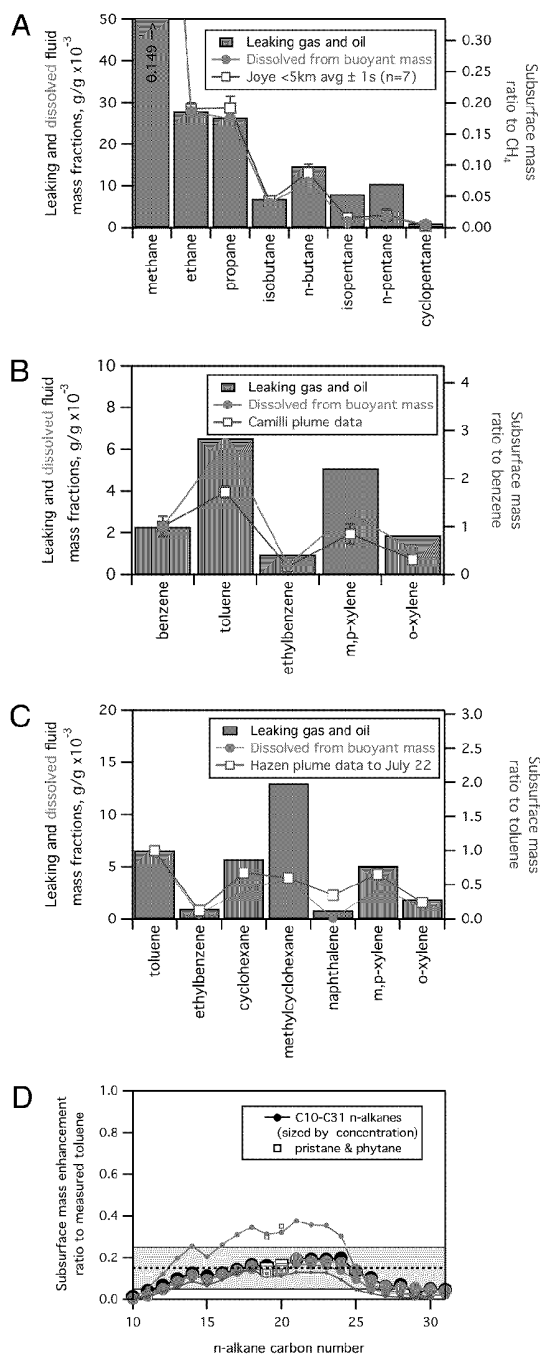 A
Leaking and dissolved fluid
mass fractions, g/g x10-3
50
40
30
20
10
0
0.149
Leaking gas and oil
Dissolved from buoyant mass
Joye <5km avg ± 1s (n=7)
0.30
0.25
0.20
0.15
0.10
0.05
0.00
Subsurface mass
ratio to CH4
methane
ethane
propane
isobutane
n-butane
isopentane
n-pentane
cyclopentane
B
Leaking and dissolved fluid
mass fractions, g/g x10-3
10
8
6
4
2
0
Leaking gas and oil
Dissolved from buoyant mass
Camilli plume data
4
3
2
1
0
Subsurface mass
ratio to benzene
benzene
toluene
ethylbenzene
m,p-xylene
o-xylene
C
Leaking and dissolved fluid
mass fractions, g/g x10-3
20
15
10
5
0
Leaking gas and oil
Dissolved from buoyant mass
Hazen plume data to July 22
3.0
2.5
2.0
1.5
1.0
0.5
0.0
Subsurface mass
ratio to toluene
toluene
ethylbenzene
cyclohexane
methylcyclohexane
naphthalene
m,p-xylene
o-xylene
D
Subsurface mass enhancement
ratio to measured toluene
1.0
0.8
0.6
0.4
0.2
0.0
C10-C31 n-alkanes
(sized by concentration)
pristane & phytane
10
15
20
25
30
n-alkane carbon number